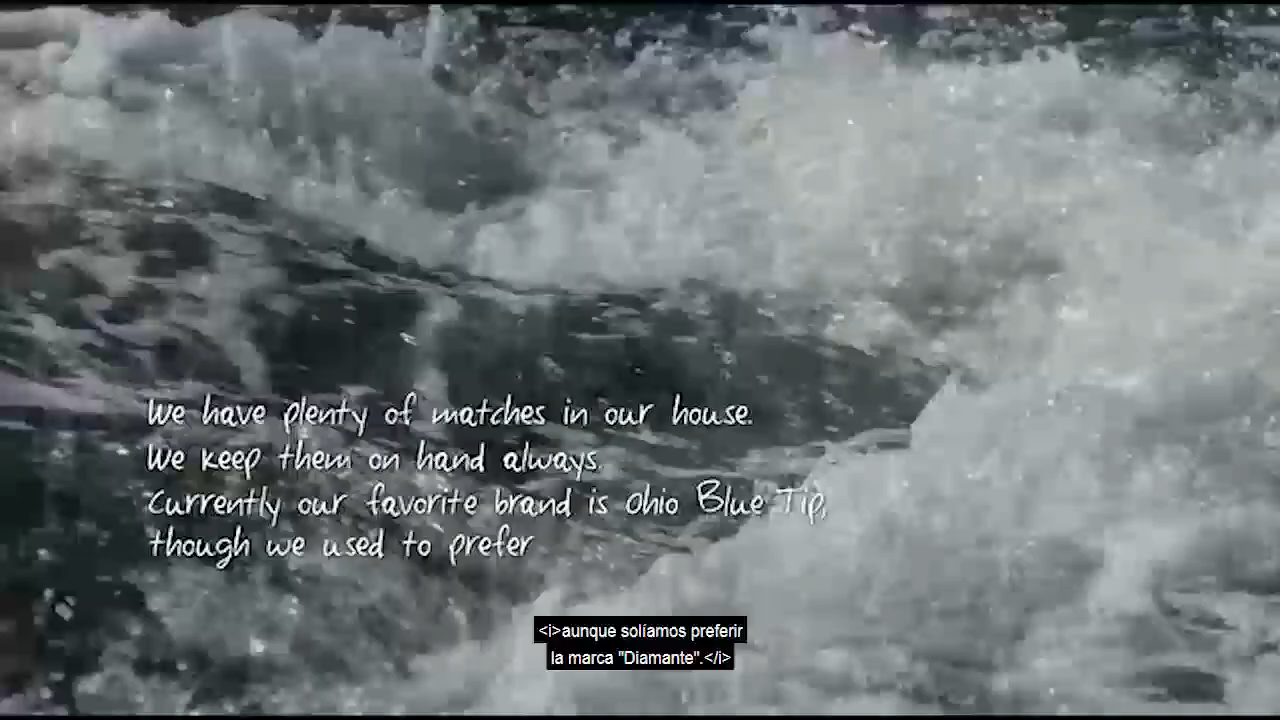 We have plenty of matches in our house.
We keep them on hand always.
Currently our favorite brand is Ohio Blue Tip,
though we used to prefer
<i>aunque solíamos preferir
la marca "Diamante".</i>